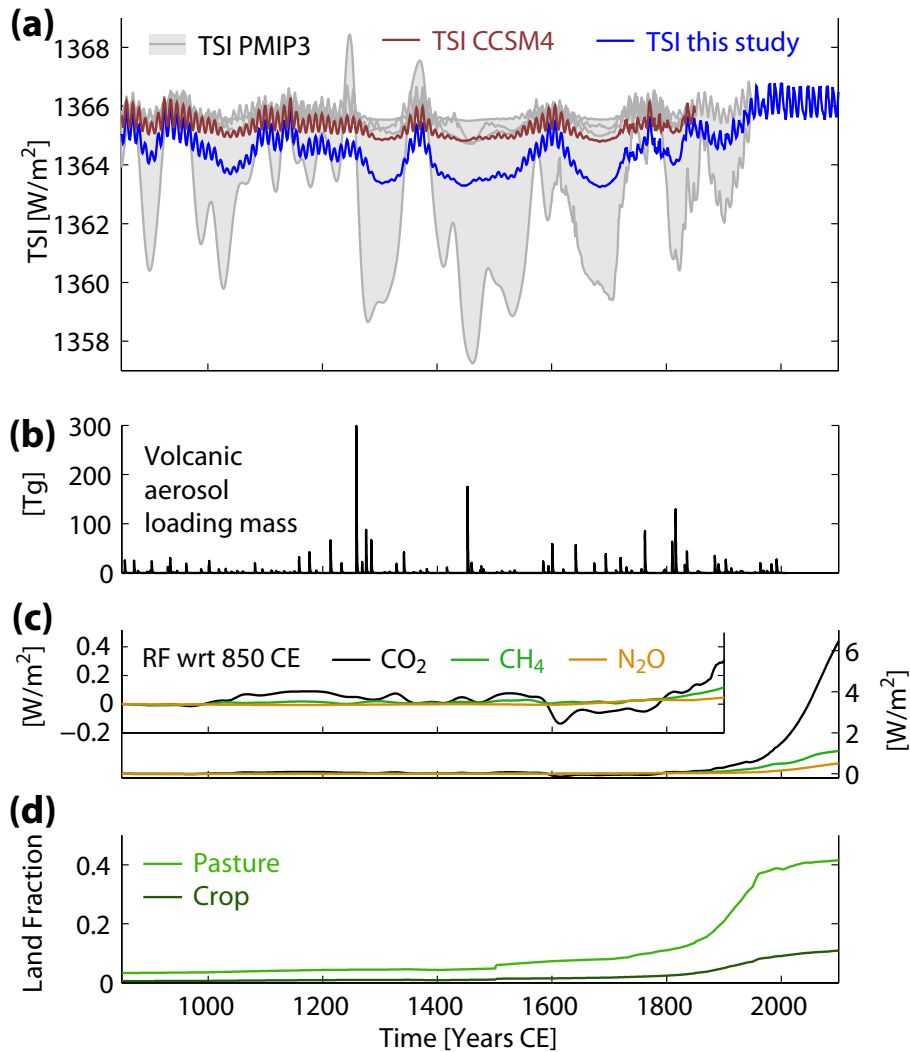 (a)
TSI PMIP3 TSI CCSM4 TSI this study
1368
1366
1364
1362
1360
1358
TSI [W/m²]
(b)
300
200
100
0
[Tg]
Volcanic
aerosol
loading mass
(c)
0.4
0.2
0
−0.2
[W/m²]
RF wrt 850 CE CO₂ CH₄ N₂O
6
4
2
0
[W/m²]
(d)
0.4
0.2
0
Land Fraction
Pasture
Crop
1000 1200 1400 1600 1800 2000
Time [Years CE]